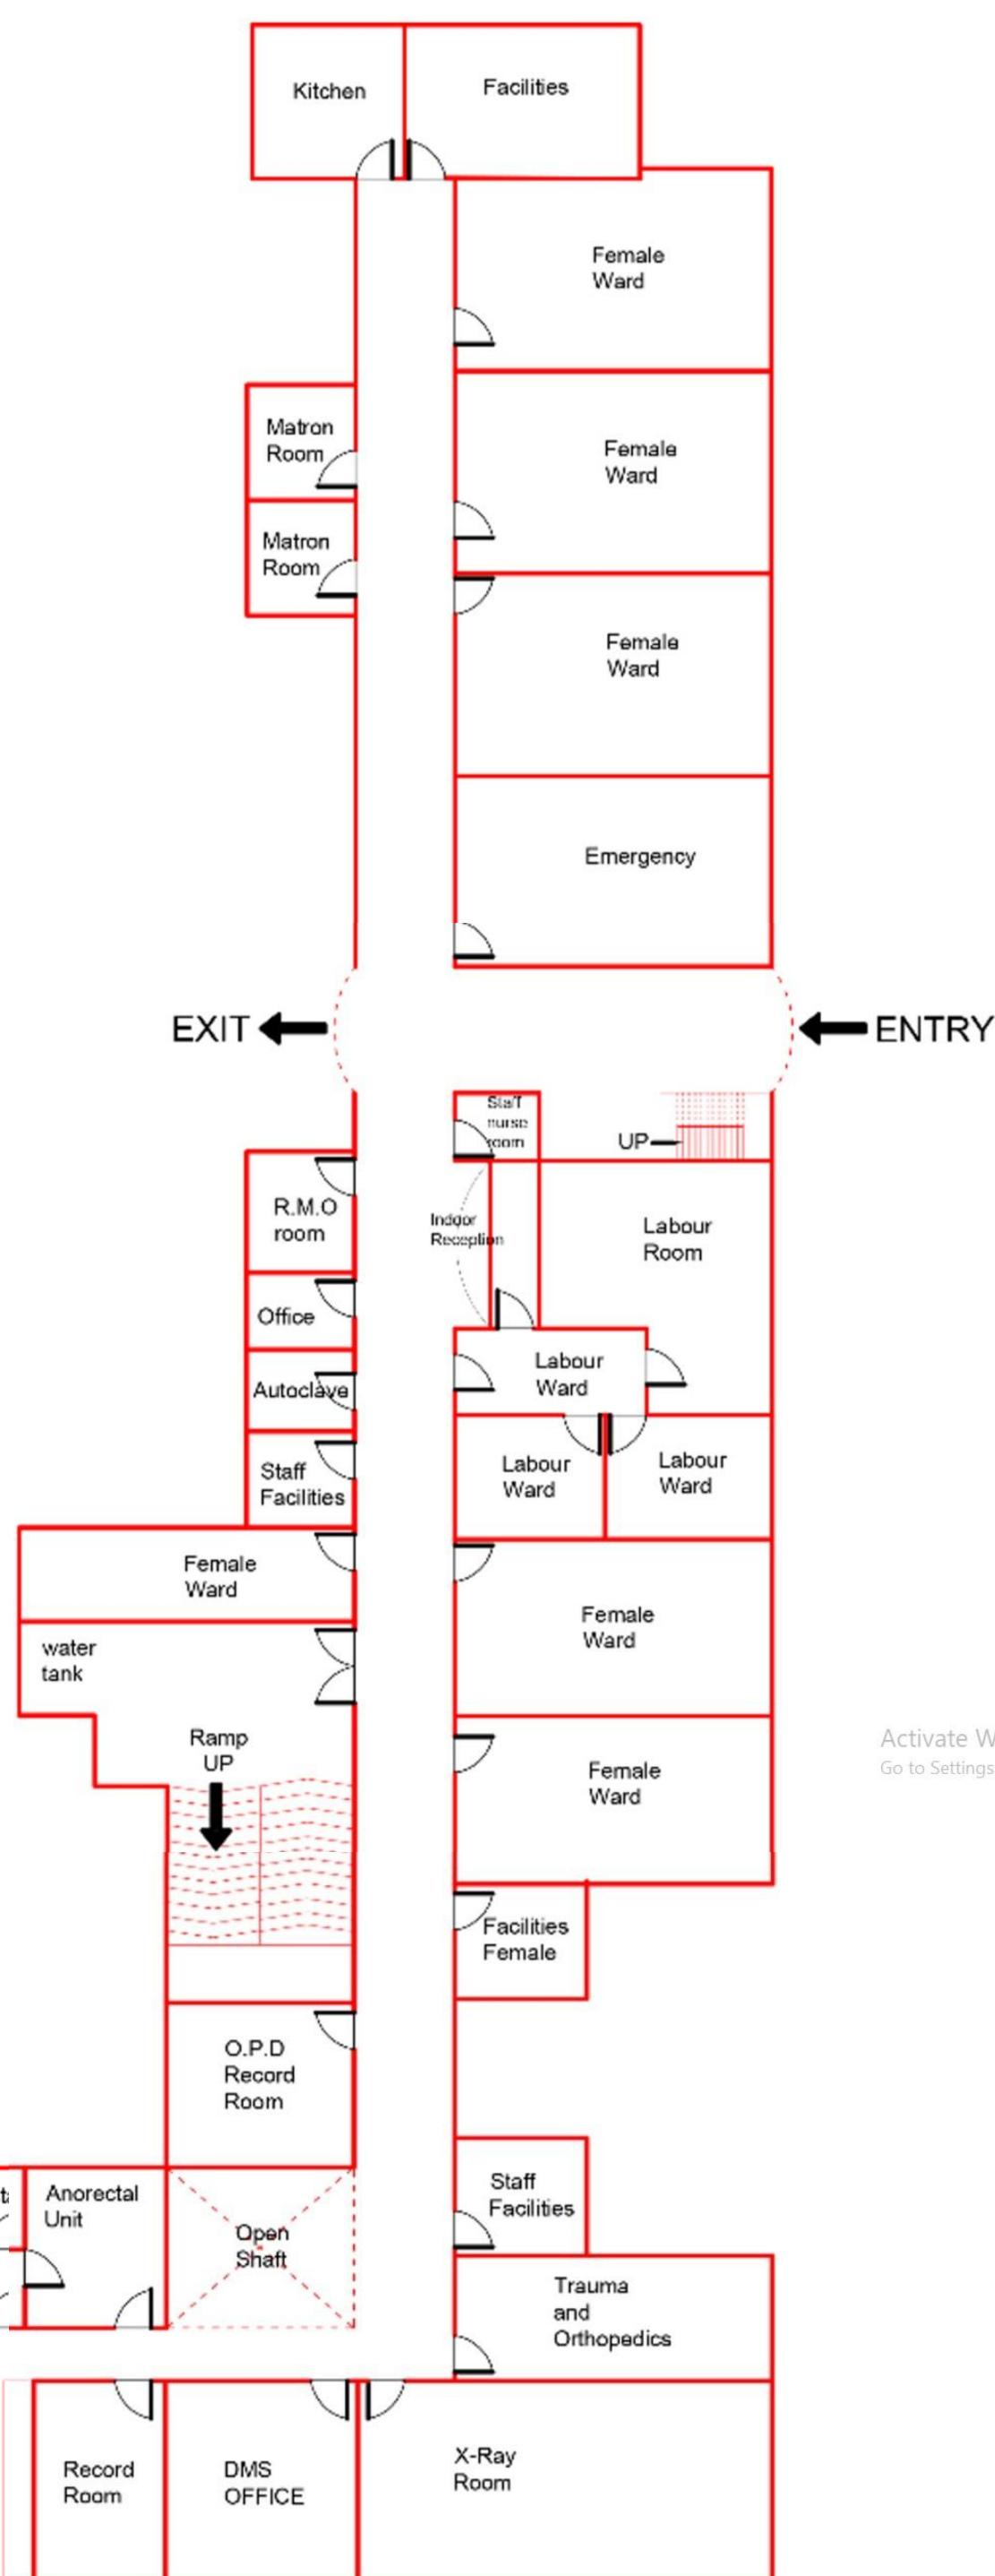 Kitchen
Facilities
Female
Ward
Matron
Room
Female
Ward
Matron
Room
Female
Ward
Emergency
EXIT
ENTRY
Staff
nurse
room
UP
R.M.O
room
Indoor
Reception
Labour
Room
Office
Labour
Ward
Autoclave
Staff
Facilities
Labour
Ward
Labour
Ward
Female
Ward
Female
Ward
water
tank
Ramp
UP
Female
Ward
Activate W
Go to Settings
Facilities
Female
O.P.D
Record
Room
Anorectal
Unit
Open
Shaft
Staff
Facilities
Trauma
and
Orthopedics
Record
Room
DMS
OFFICE
X-Ray
Room